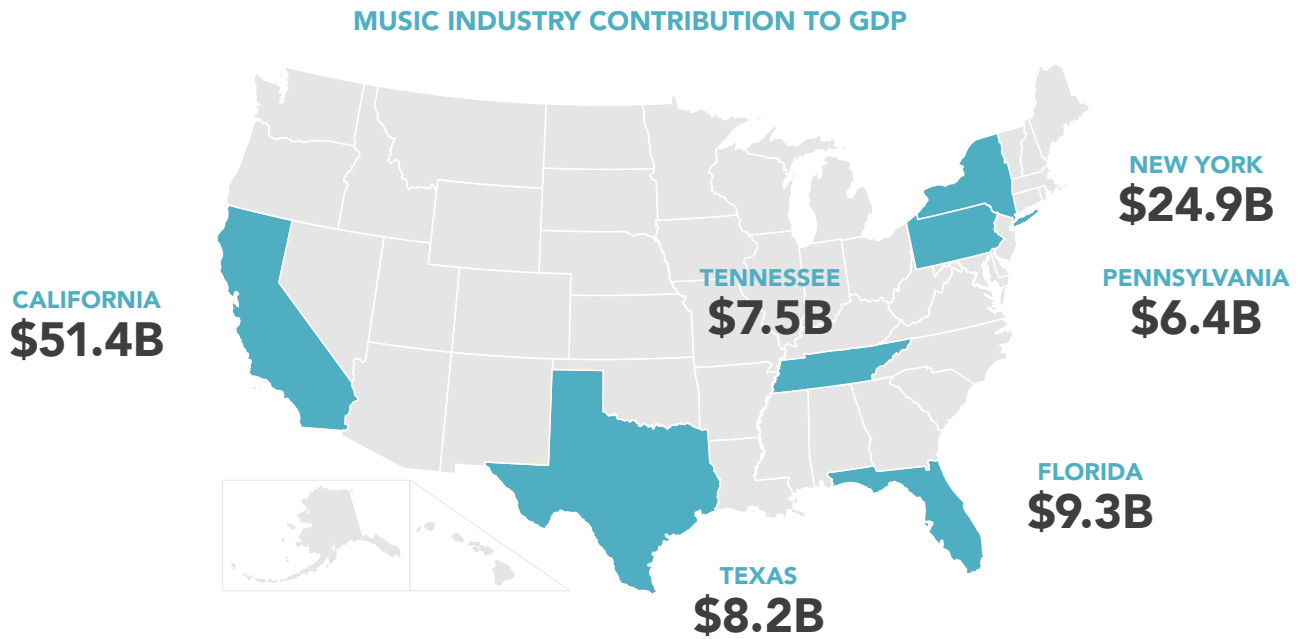 MUSIC INDUSTRY CONTRIBUTION TO GDP
NEW YORK
$24.9B
TENNESSEE
$7.5B
PENNSYLVANIA
$6.4B
CALIFORNIA
$51.4B
FLORIDA
$9.3B
TEXAS
$8.2B